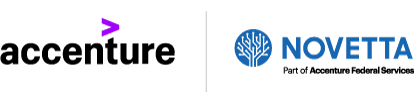 accenture
NOVETTA
Part of Accenture Federal Services